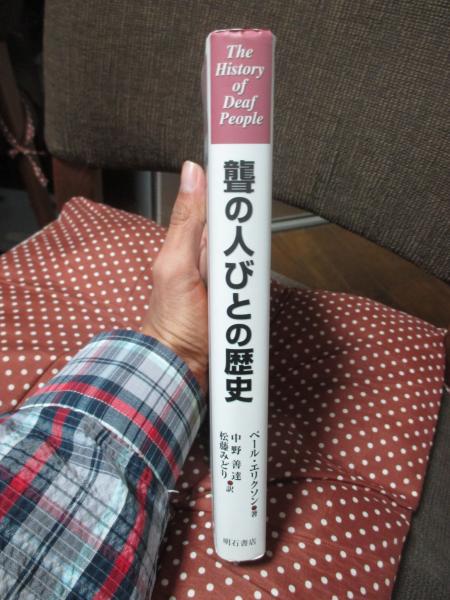 The
History
of
Deaf
People
聾の人びとの歴史
ペール・エリクソン●著
中野善達
松藤みどり●訳
明石書店